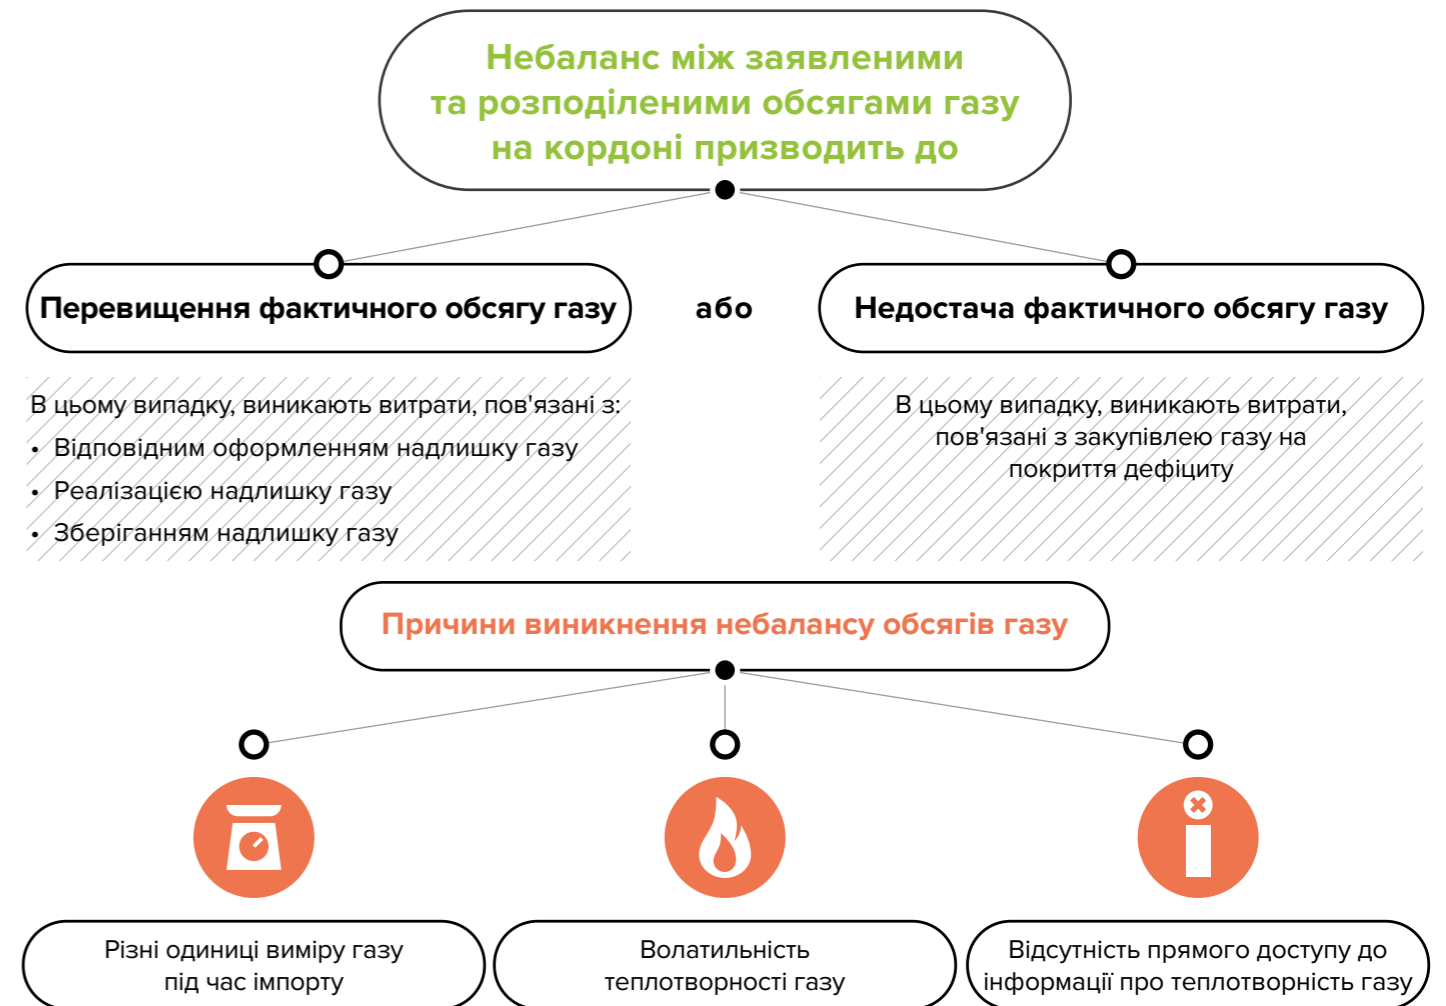 Небаланс між заявленими
та розподіленими обсягами газу
на кордоні призводить до
Перевищення фактичного обсягу газу
або
Недостача фактичного обсягу газу
В цьому випадку, виникають витрати, пов'язані з:
• Відповідним оформленням надлишку газу
• Реалізацією надлишку газу
• Зберіганням надлишку газу
В цьому випадку, виникають витрати,
пов'язані з закупівлею газу на
покриття дефіциту
Причини виникнення небалансу обсягів газу
Різні одиниці виміру газу
під час імпорту
Волатильність
теплотворності газу
Відсутність прямого доступу до
інформації про теплотворність газу